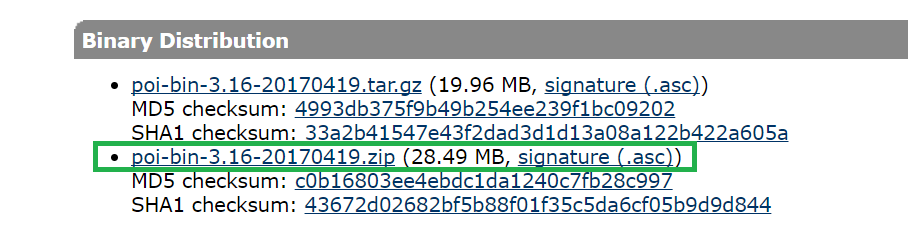 Binary Distribution
• poi-bin-3.16-20170419.tar.gz (19.96 MB, signature (.asc))
MD5 checksum: 4993db375f9b49b254ee239f1bc09202
SHA1 checksum: 33a2b41547e43f2dad3d1d13a08a122b422a605a
• poi-bin-3.16-20170419.zip (28.49 MB, signature (.asc))
MD5 checksum: c0b16803ee4ebdc1da1240c7fb28c997
SHA1 checksum: 43672d02682bf5b88f01f35c5da6cf05b9d9d844